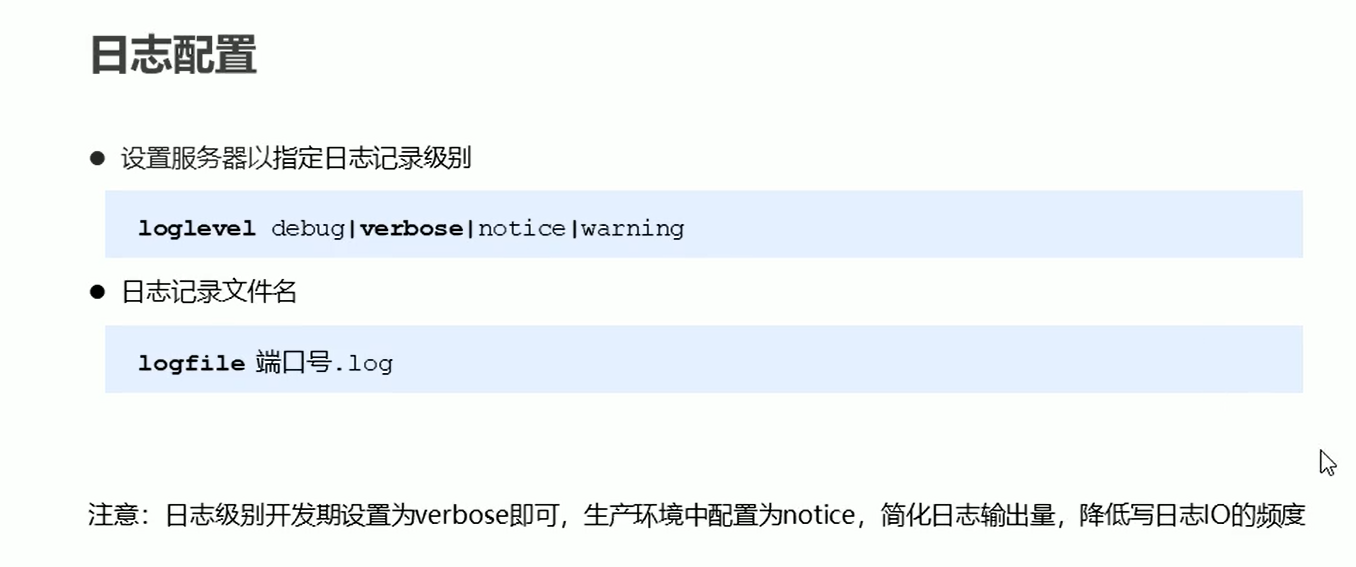 日志配置
● 设置服务器以指定日志记录级别
loglevel debug|verbose|notice|warning
● 日志记录文件名
logfile 端口号.log
注意：日志级别开发期设置为verbose即可，生产环境中配置为notice，简化日志输出量，降低写日志IO的频度